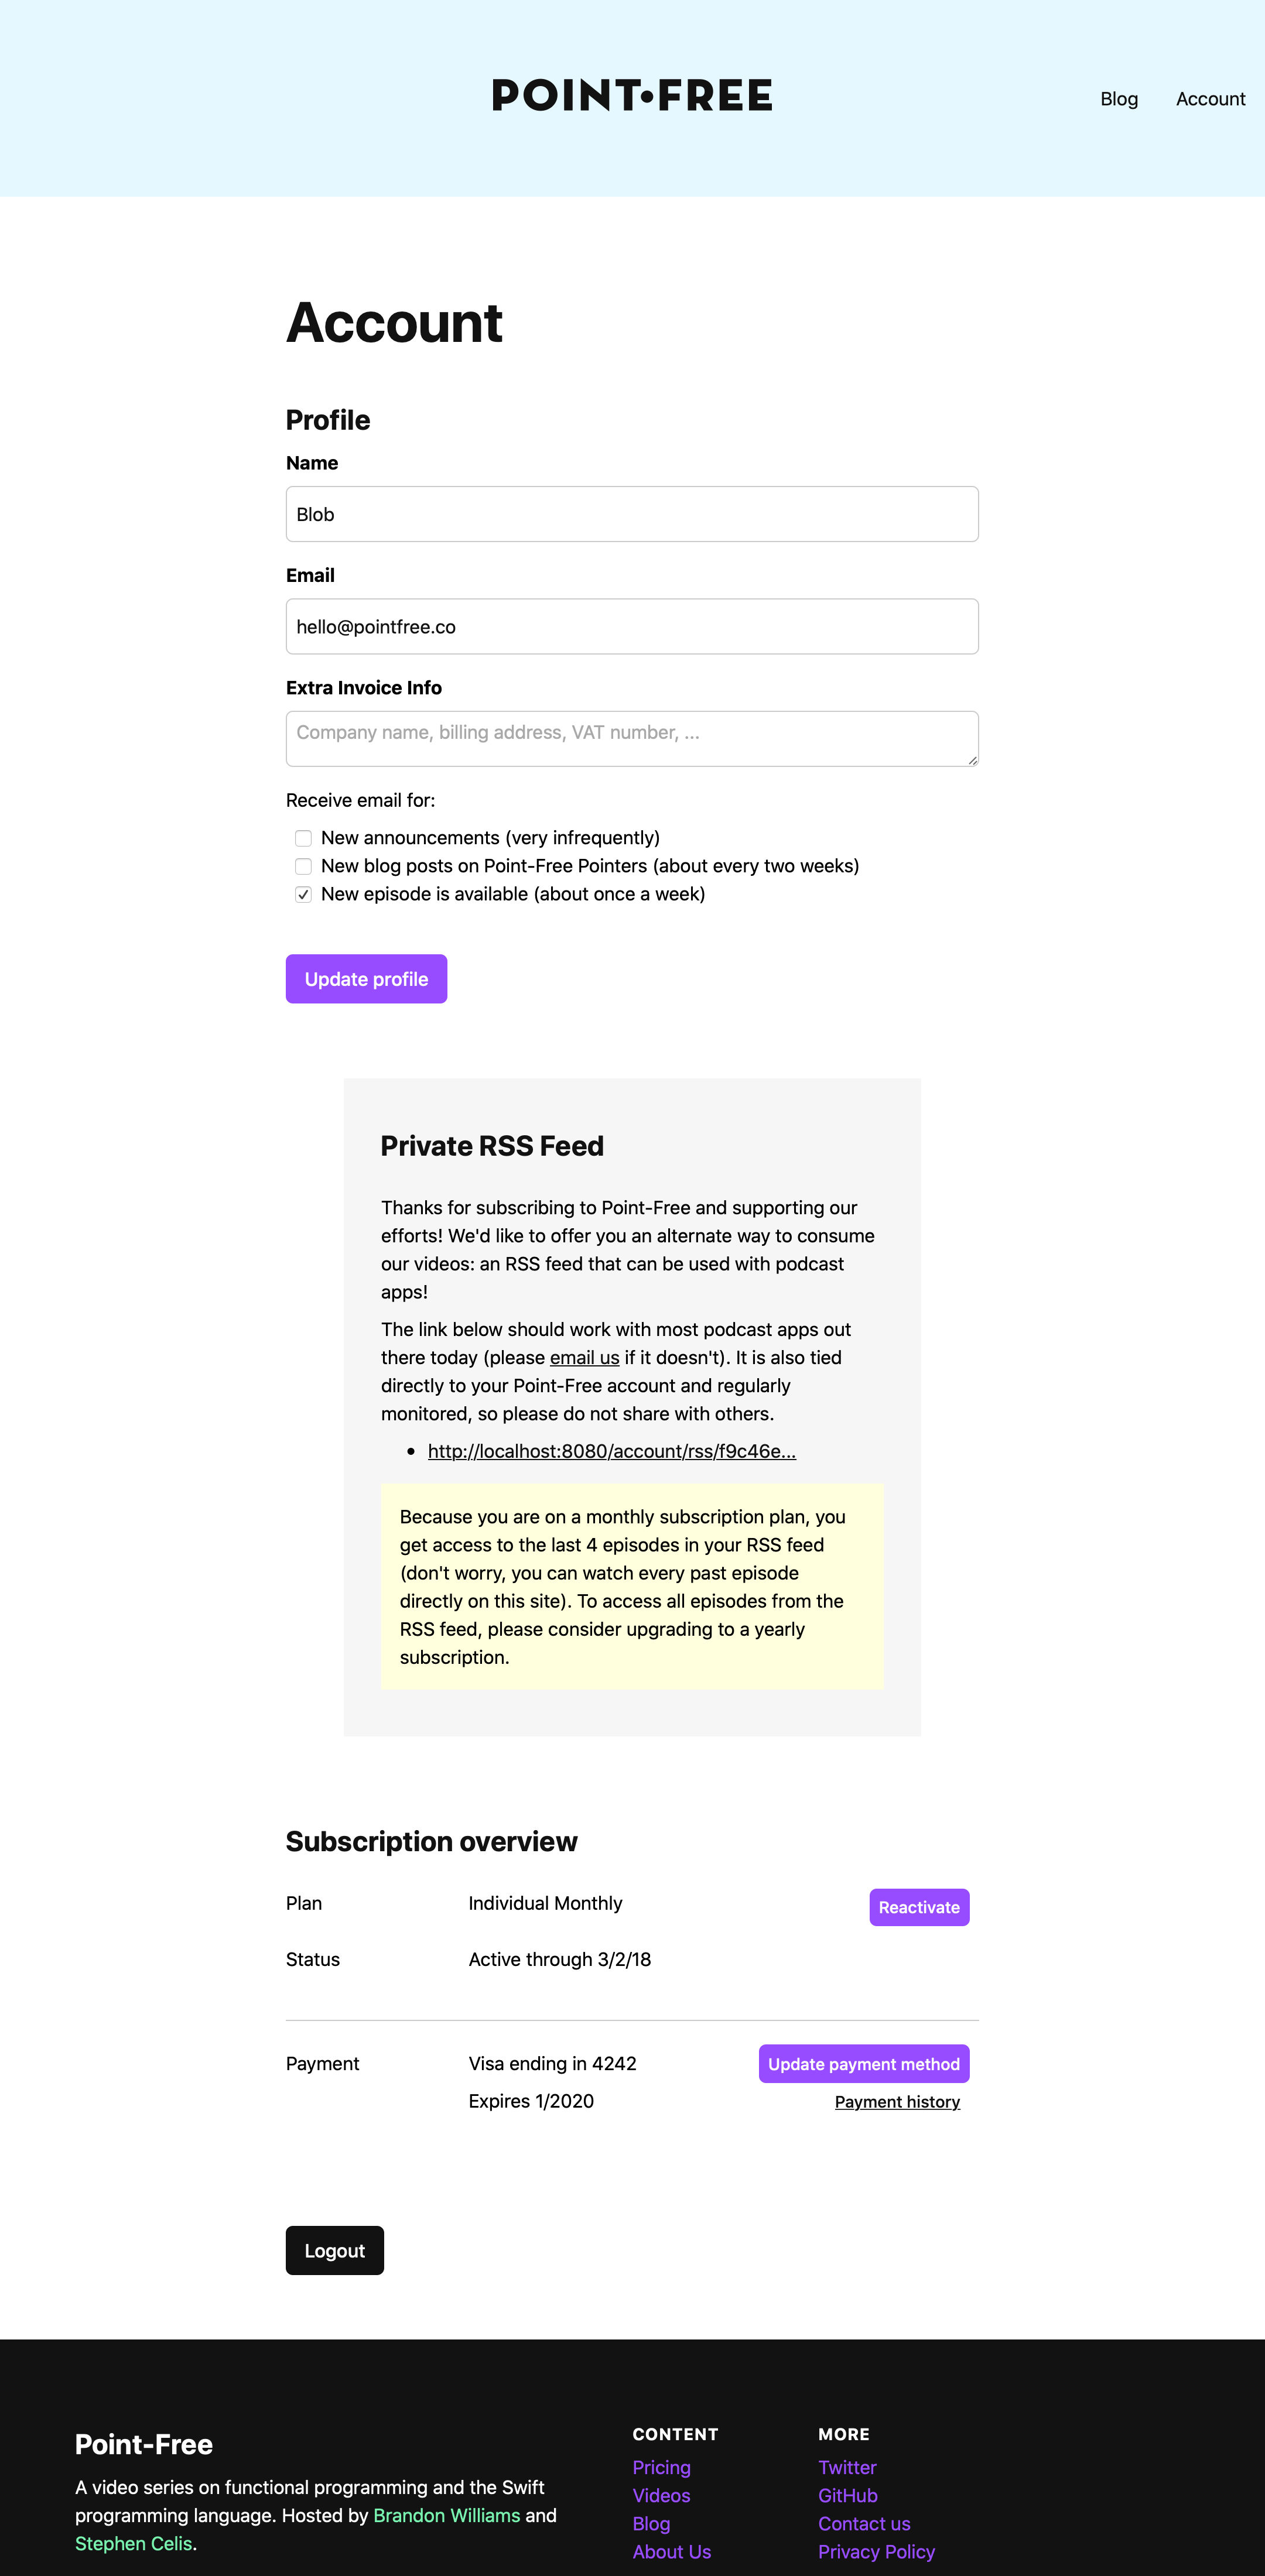 POINT•FREE
Blog
Account
Account
Profile
Name
Blob
Email
hello@pointfree.co
Extra Invoice Info
Company name, billing address, VAT number, ...
Receive email for:
New announcements (very infrequently)
New blog posts on Point-Free Pointers (about every two weeks)
New episode is available (about once a week)
Update profile
Private RSS Feed
Thanks for subscribing to Point-Free and supporting our
efforts! We'd like to offer you an alternate way to consume
our videos: an RSS feed that can be used with podcast
apps!
The link below should work with most podcast apps out
there today (please email us if it doesn't). It is also tied
directly to your Point-Free account and regularly
monitored, so please do not share with others.
• http://localhost:8080/account/rss/f9c46e...
Because you are on a monthly subscription plan, you
get access to the last 4 episodes in your RSS feed
(don't worry, you can watch every past episode
directly on this site). To access all episodes from the
RSS feed, please consider upgrading to a yearly
subscription.
Subscription overview
Plan
Individual Monthly
Reactivate
Status
Active through 3/2/18
Payment
Visa ending in 4242
Update payment method
Expires 1/2020
Payment history
Logout
Point-Free
A video series on functional programming and the Swift
programming language. Hosted by Brandon Williams and
Stephen Celis.
CONTENT
Pricing
Videos
Blog
About Us
MORE
Twitter
GitHub
Contact us
Privacy Policy